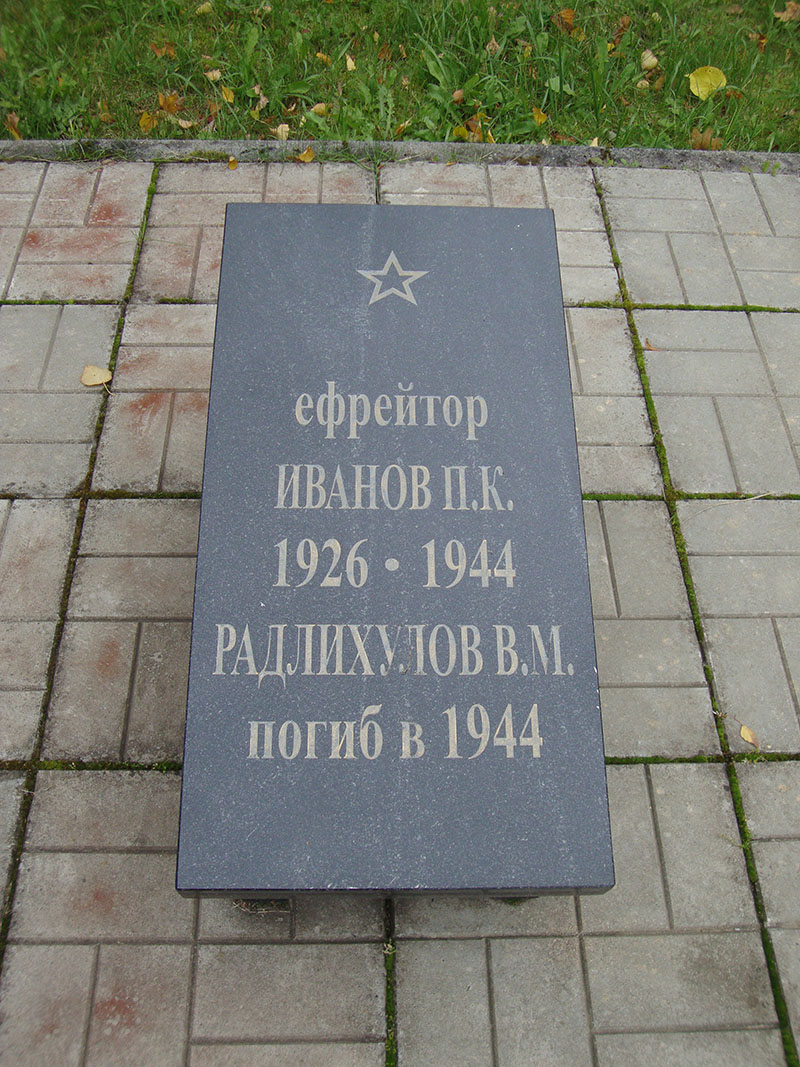 ефрейтор
ИВАНОВ П.К.
1926 • 1944
РАДЛИХУЛОВ В.М.
погиб в 1944